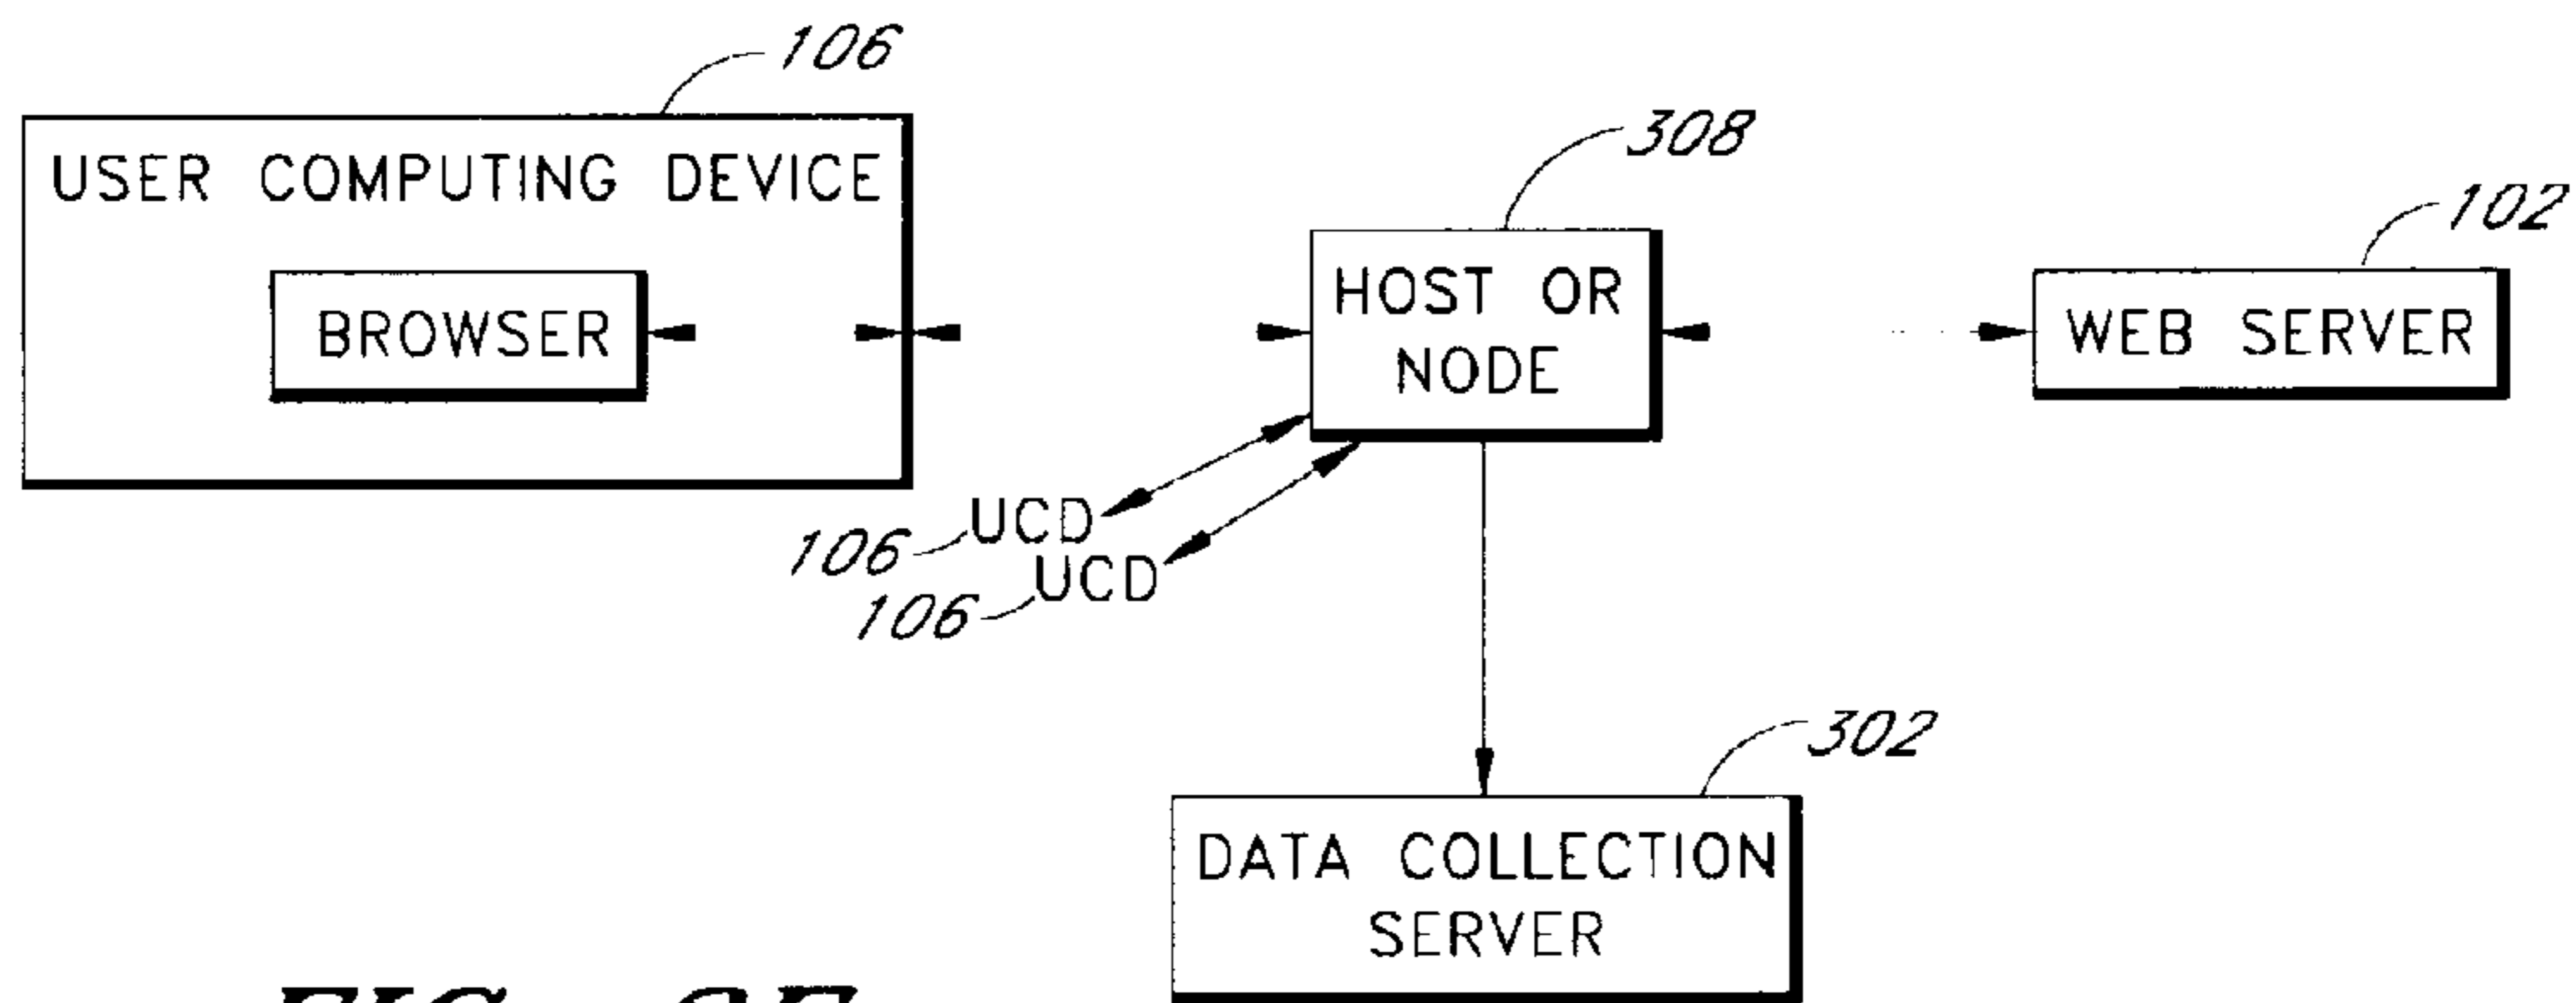 106
USER COMPUTING DEVICE
BROWSER
308
HOST OR
NODE
102
WEB SERVER
106 UCD
106 UCD
302
DATA COLLECTION
SERVER